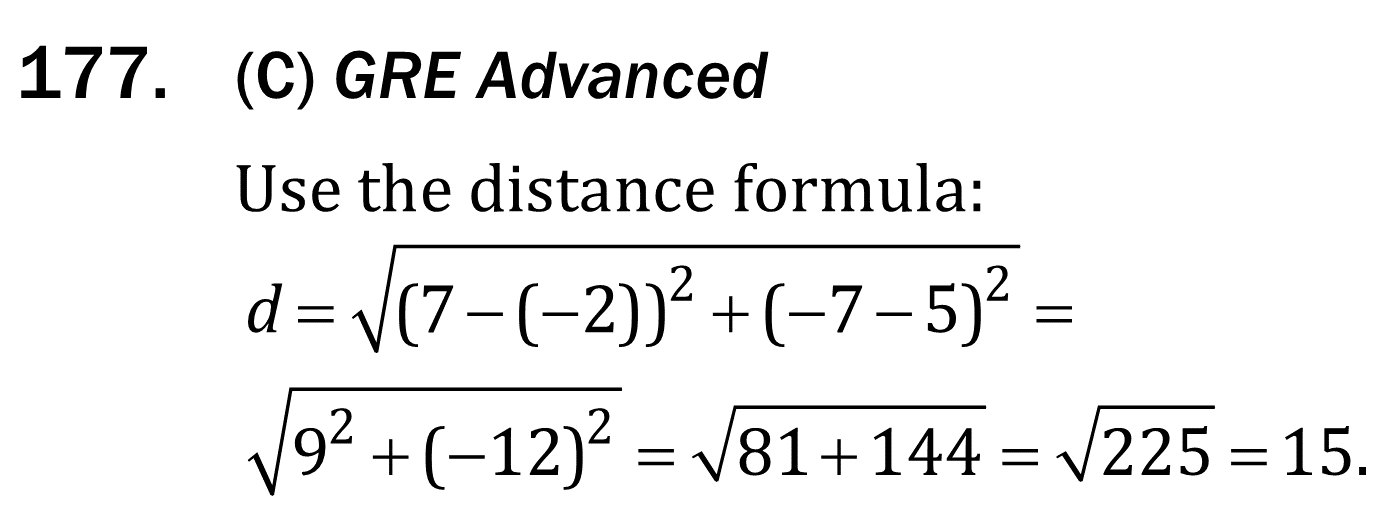 177. (C) GRE Advanced
Use the distance formula:
d = √((7 − (−2))² + (−7 − 5)²) =
√(9² + (−12)²) = √(81 + 144) = √225 = 15.